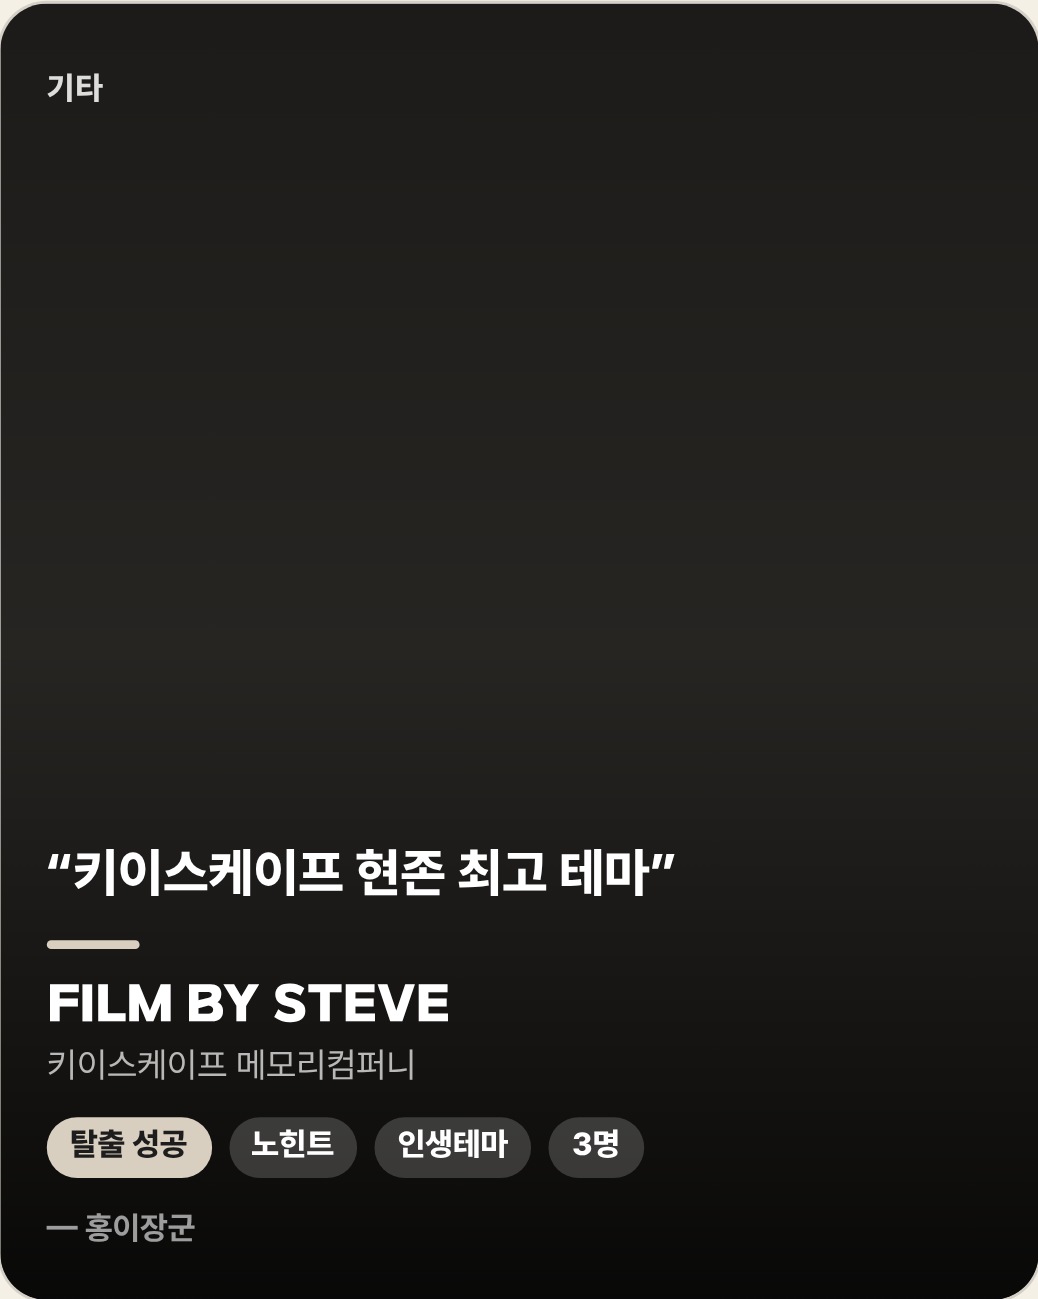 기타
“키이스케이프 현존 최고 테마”
FILM BY STEVE
키이스케이프 메모리컴퍼니
탈출 성공 노힌트 인생테마 3명
— 홍이장군